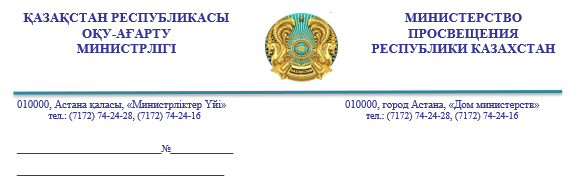 ҚАЗАҚСТАН РЕСПУБЛИКАСЫ
ОҚУ-АҒАРТУ
МИНИСТРЛІГІ
МИНИСТЕРСТВО
ПРОСВЕЩЕНИЯ
РЕСПУБЛИКИ КАЗАХСТАН
010000, Астана қаласы, «Министрліктер Үйі»
тел.: (7172) 74-24-28, (7172) 74-24-16
010000, город Астана, «Дом министерств»
тел.: (7172) 74-24-28, (7172) 74-24-16
№